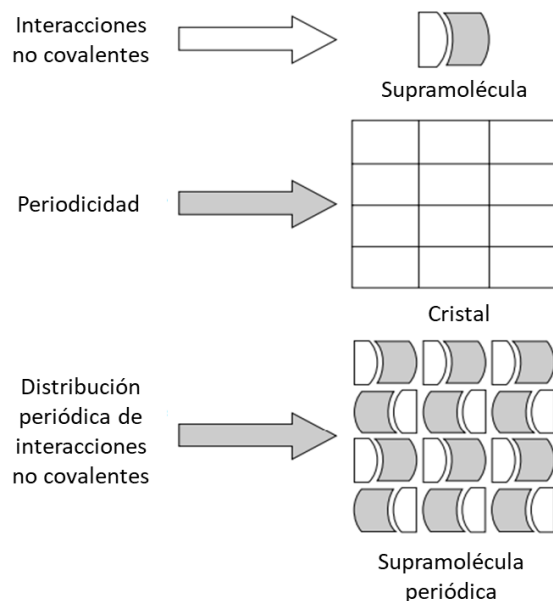 Interacciones
no covalentes
Supramolécula
Periodicidad
Cristal
Distribución
periódica de
interacciones
no covalentes
Supramolécula
periódica